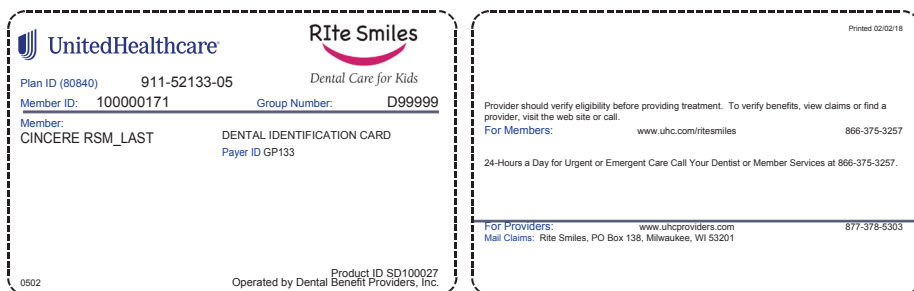 UnitedHealthcare®
RIte Smiles
Dental Care for Kids
Plan ID (80840) 911-52133-05
Member ID: 100000171 Group Number: D99999
Member:
CINCERE RSM_LAST
DENTAL IDENTIFICATION CARD
Payer ID GP133
Product ID SD100027
0502 Operated by Dental Benefit Providers, Inc.
Printed 02/02/18
Provider should verify eligibility before providing treatment. To verify benefits, view claims or find a
provider, visit the web site or call.
For Members: www.uhc.com/ritesmiles 866-375-3257
24-Hours a Day for Urgent or Emergent Care Call Your Dentist or Member Services at 866-375-3257.
For Providers: www.uhcproviders.com 877-378-5303
Mail Claims: Rite Smiles, PO Box 138, Milwaukee, WI 53201